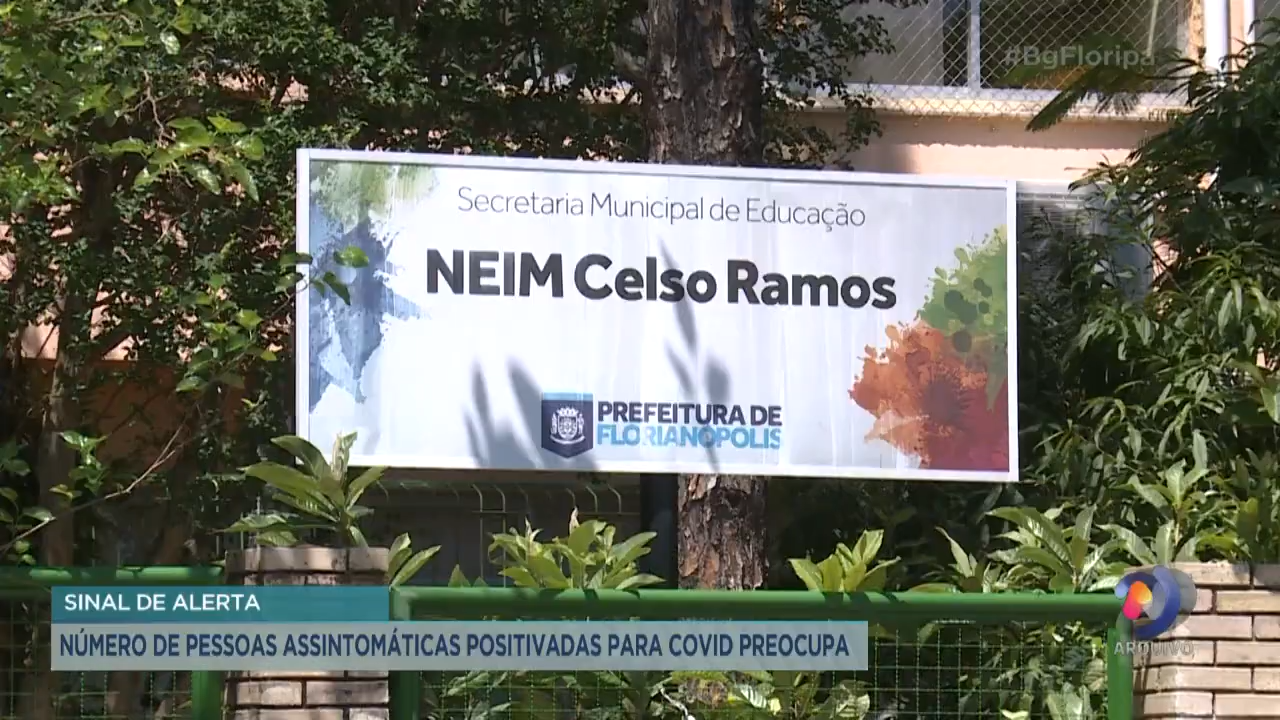 #BgFloripa
Secretaria Municipal de Educação
NEIM Celso Ramos
PREFEITURA DE
FLORIANÓPOLIS
SINAL DE ALERTA
NÚMERO DE PESSOAS ASSINTOMÁTICAS POSITIVADAS PARA COVID PREOCUPA
ARQUIVO